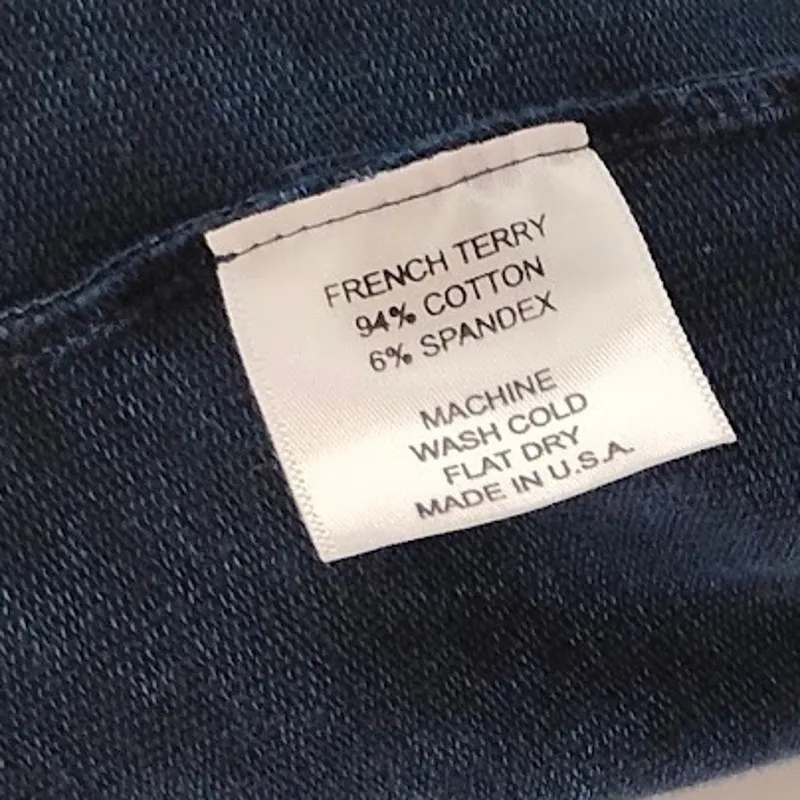 FRENCH TERRY
94% COTTON
6% SPANDEX
MACHINE
WASH COLD
FLAT DRY
MADE IN U.S.A.